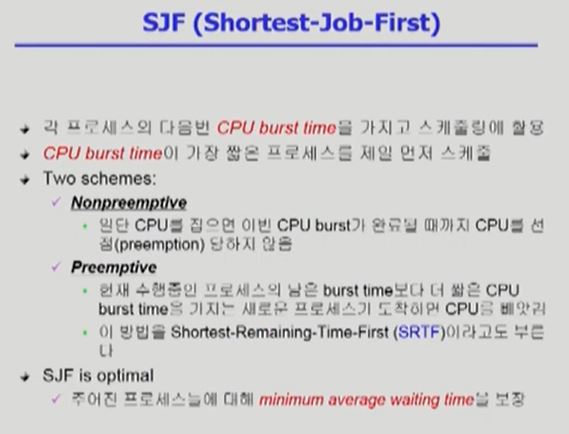 SJF (Shortest-Job-First)
각 프로세스의 다음번 CPU burst time을 가지고 스케줄링에 활용
CPU burst time이 가장 짧은 프로세스를 제일 먼저 스케줄
Two schemes:
Nonpreemptive
일단 CPU를 잡으면 이번 CPU burst가 완료될 때까지 CPU를 선
점(preemption) 당하지 않음
Preemptive
현재 수행중인 프로세스의 남은 burst time보다 더 짧은 CPU
burst time을 가지는 새로운 프로세스가 도착하면 CPU를 빼앗김
이 방법을 Shortest-Remaining-Time-First (SRTF)이라고도 부른
다
SJF is optimal
주어진 프로세스들에 대해 minimum average waiting time을 보장